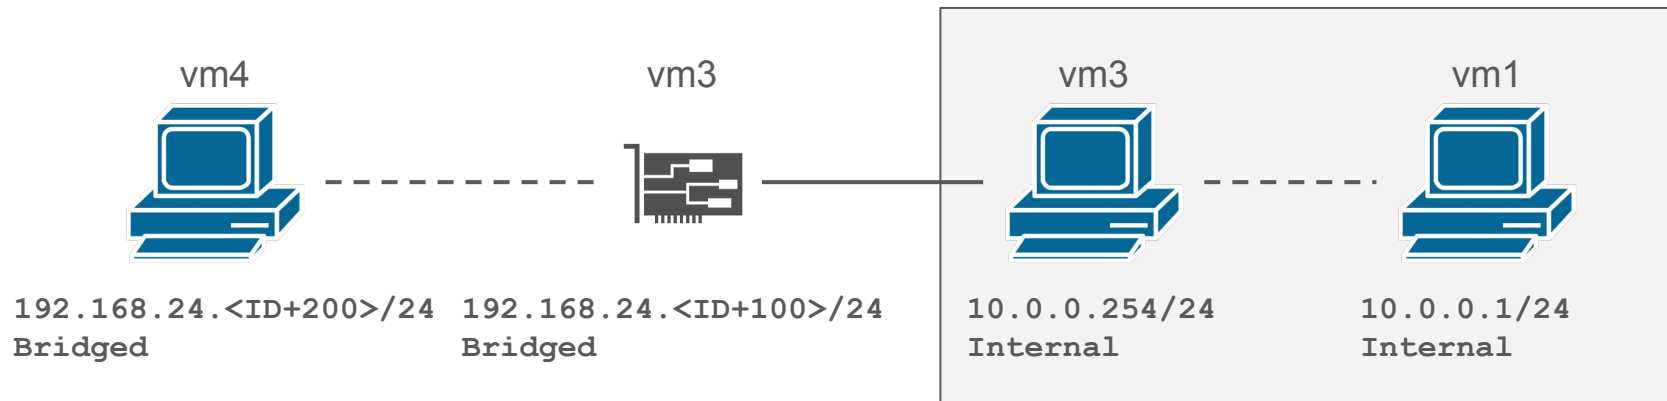 vm4
vm3
vm3
vm1
192.168.24.<ID+200>/24
Bridged
192.168.24.<ID+100>/24
Bridged
10.0.0.254/24
Internal
10.0.0.1/24
Internal